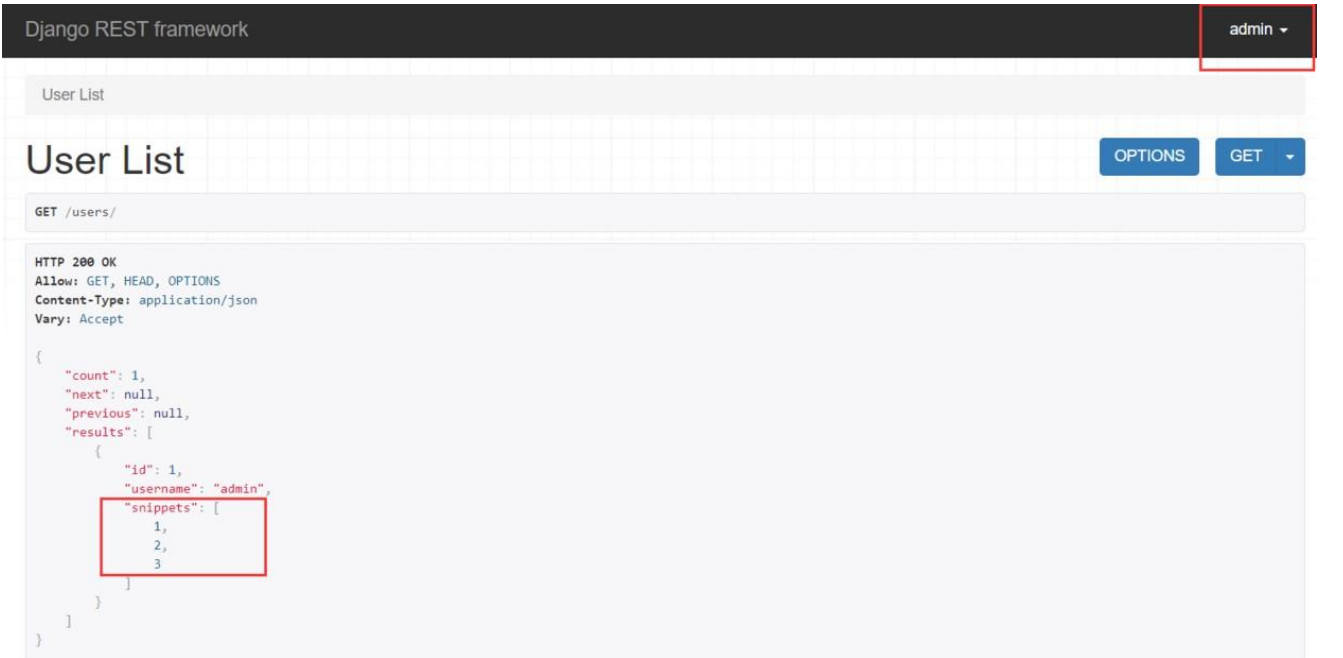 Django REST framework
admin
User List
User List
OPTIONS
GET
GET /users/
HTTP 200 OK
Allow: GET, HEAD, OPTIONS
Content-Type: application/json
Vary: Accept
{
    "count": 1,
    "next": null,
    "previous": null,
    "results": [
        {
            "id": 1,
            "username": "admin",
            "snippets": [
                1,
                2,
                3
            ]
        }
    ]
}